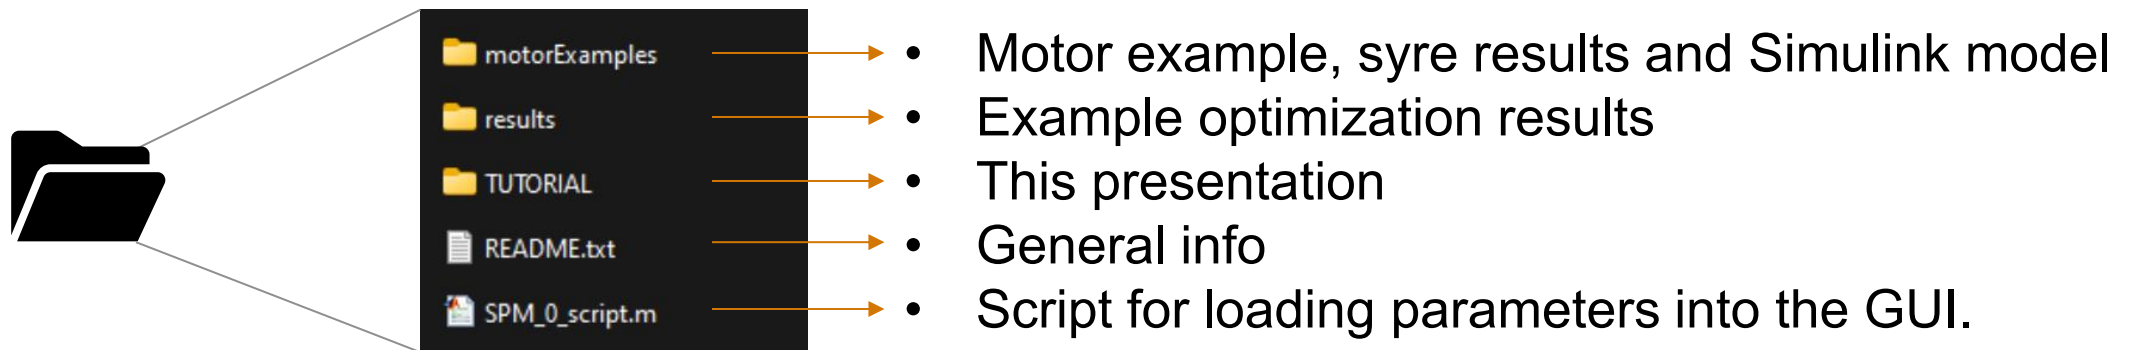 motorExamples • Motor example, syre results and Simulink model
results • Example optimization results
TUTORIAL • This presentation
README.txt • General info
SPM_0_script.m • Script for loading parameters into the GUI.